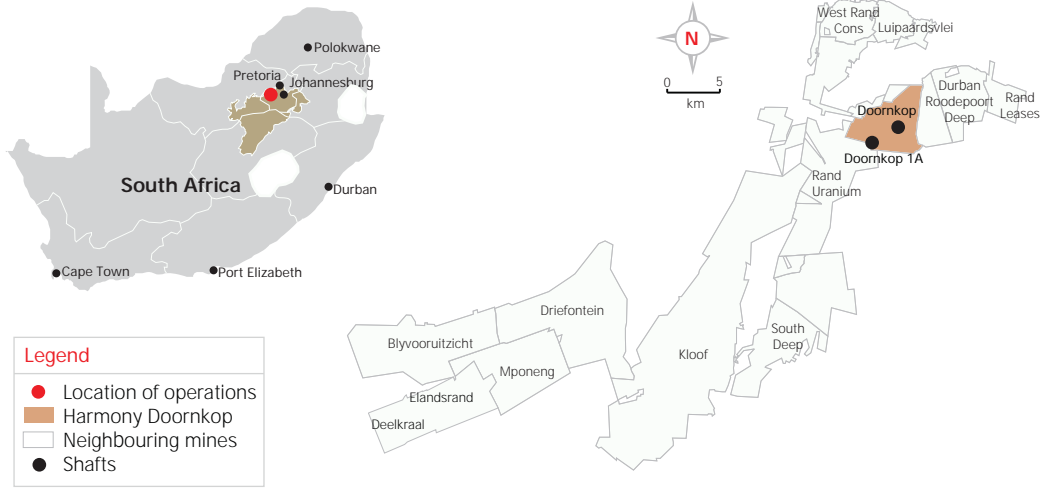 Polokwane
Pretoria
Johannesburg
South Africa
Durban
Cape Town
Port Elizabeth
Legend
Location of operations
Harmony Doornkop
Neighbouring mines
Shafts
N
0 5
km
West Rand
Cons
Luipaardsvlei
Durban
Roodepoort
Deep
Rand
Leases
Doornkop
Doornkop 1A
Rand
Uranium
Driefontein
Blyvooruitzicht
Mponeng
Elandsrand
Deelkraal
Kloof
South
Deep